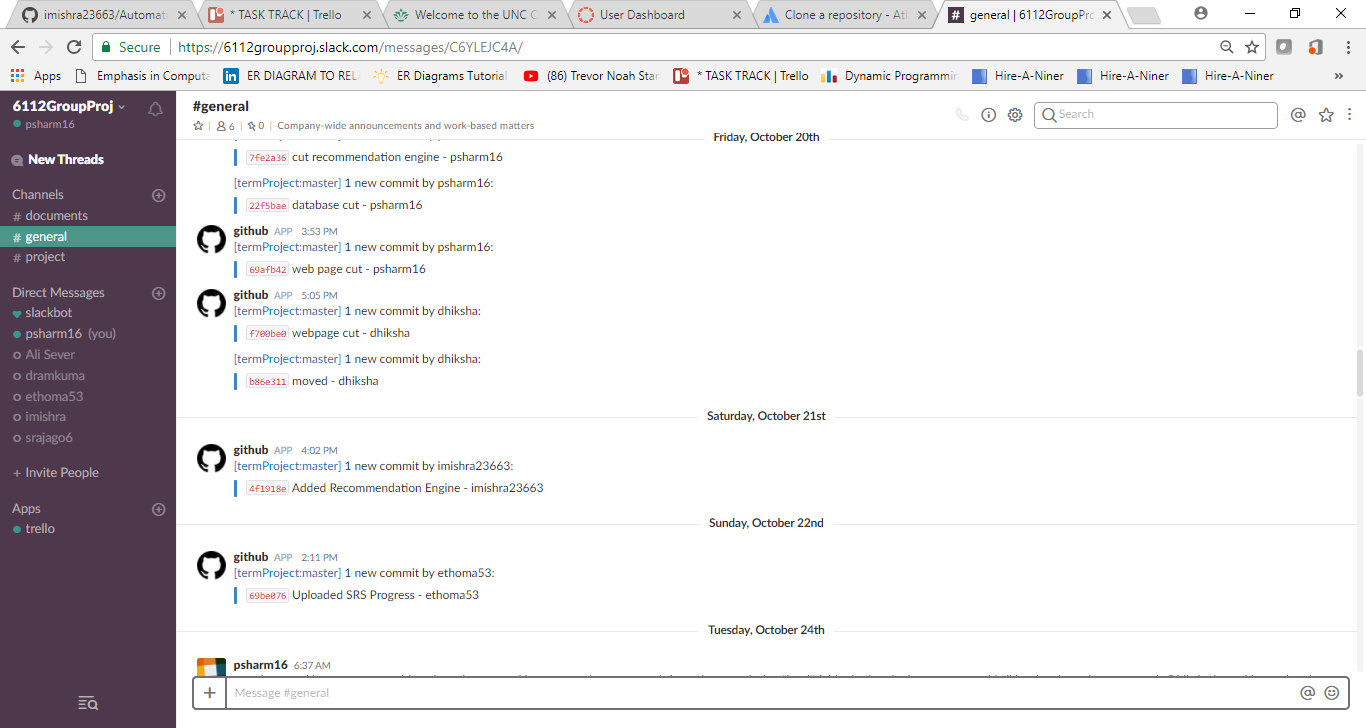 imishra23663/Automati
* TASK TRACK | Trello
Welcome to the UNC C
User Dashboard
Clone a repository - Atl
general | 6112GroupPro
Secure
https://6112groupproj.slack.com/messages/C6YLEJC4A/
Apps
Emphasis in Computa
ER DIAGRAM TO REL
ER Diagrams Tutorial
(86) Trevor Noah Star
* TASK TRACK | Trello
Dynamic Programmin
Hire-A-Niner
Hire-A-Niner
Hire-A-Niner
»
6112GroupProj
psharm16
New Threads
Channels
# documents
# general
# project
Direct Messages
slackbot
psharm16 (you)
Ali Sever
dramkuma
ethoma53
imishra
srajago6
+ Invite People
Apps
trello
#general
6
0
Company-wide announcements and work-based matters
Search
Friday, October 20th
7fe2a36 cut recommendation engine - psharm16
[termProject:master] 1 new commit by psharm16:
22f5bae database cut - psharm16
github APP 3:53 PM
[termProject:master] 1 new commit by psharm16:
69afb42 web page cut - psharm16
github APP 5:05 PM
[termProject:master] 1 new commit by dhiksha:
f700be0 webpage cut - dhiksha
[termProject:master] 1 new commit by dhiksha:
b86e311 moved - dhiksha
Saturday, October 21st
github APP 4:02 PM
[termProject:master] 1 new commit by imishra23663:
4f1918e Added Recommendation Engine - imishra23663
Sunday, October 22nd
github APP 2:11 PM
[termProject:master] 1 new commit by ethoma53:
69be076 Uploaded SRS Progress - ethoma53
Tuesday, October 24th
psharm16 6:37 AM
Message #general